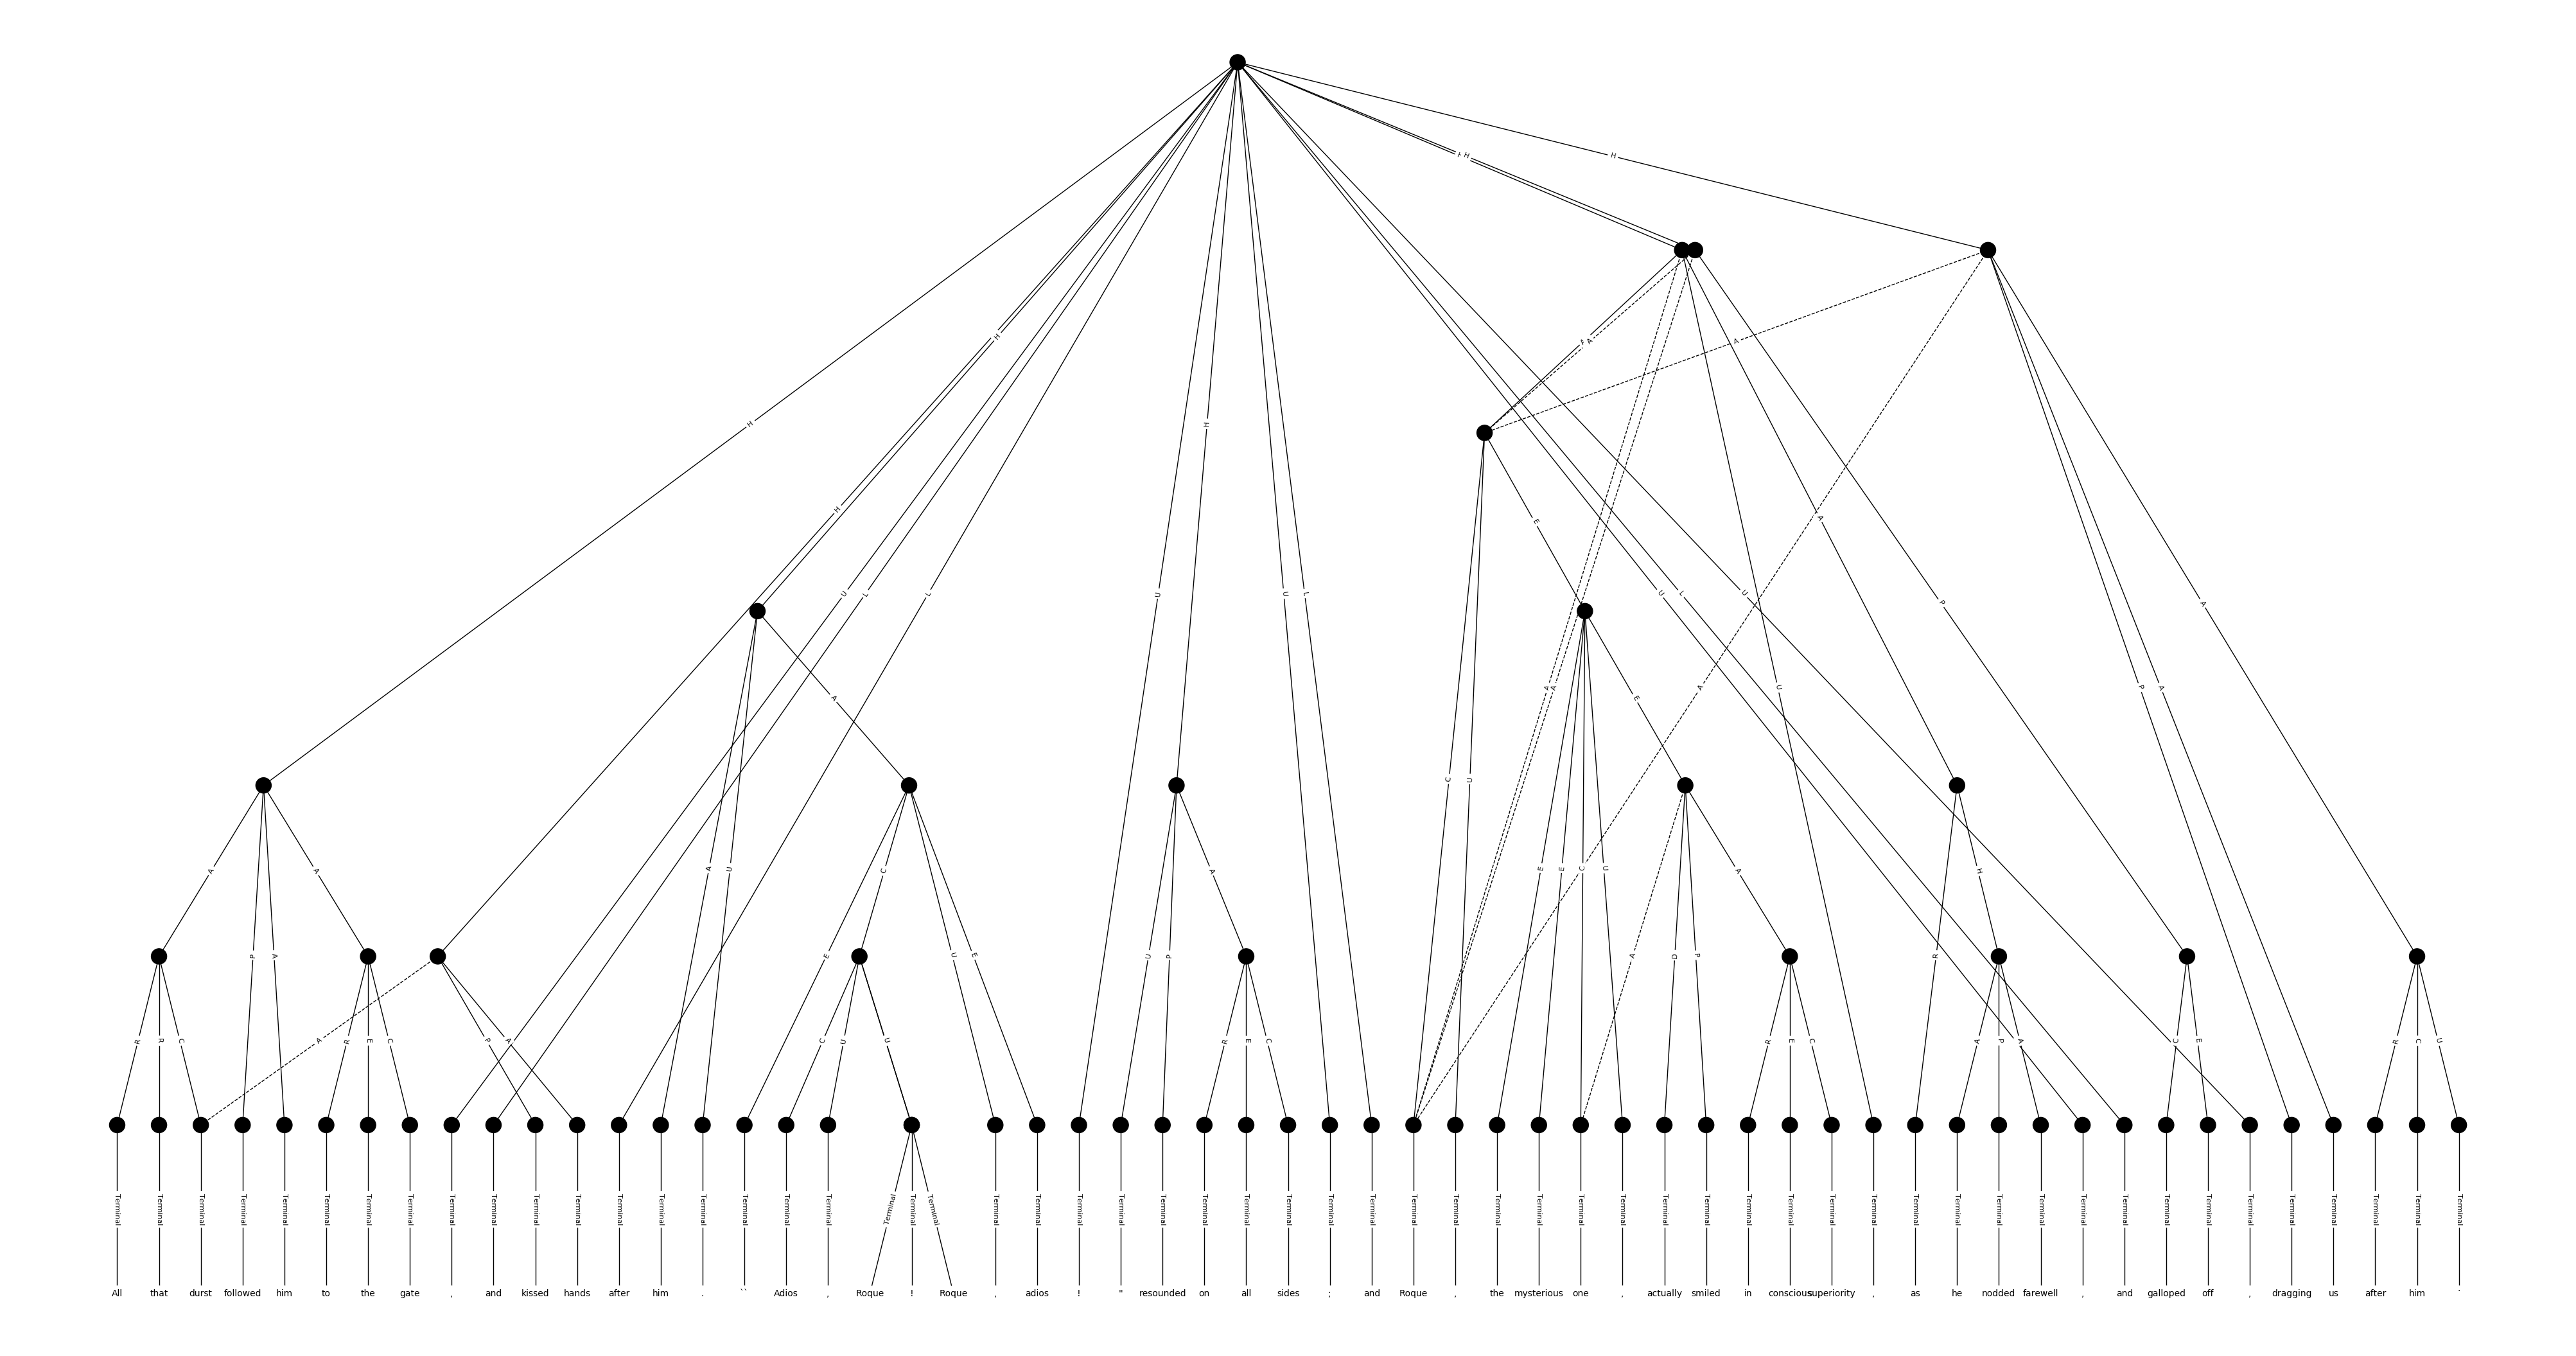 H H H
H A A A
H H
H A E
U L L U U L U L U P A
A A A E A U P A
C U
A A A U C A E E C U A H
P A E U E U P A D P R
R R C A R E C P A C U U R E C R E C A P A C E R C U
Terminal Terminal Terminal Terminal Terminal Terminal Terminal Terminal Terminal Terminal Terminal Terminal Terminal Terminal Terminal Terminal Terminal Terminal Terminal Terminal Terminal Terminal Terminal Terminal Terminal Terminal Terminal Terminal Terminal Terminal Terminal Terminal Terminal Terminal Terminal Terminal Terminal Terminal Terminal Terminal Terminal Terminal Terminal Terminal Terminal Terminal Terminal Terminal Terminal Terminal Terminal Terminal Terminal Terminal Terminal Terminal Terminal
All that durst followed him to the gate , and kissed hands after him . `` Adios , Roque ! Roque , adios ! " resounded on all sides ; and Roque , the mysterious one , actually smiled in conscious superiority , as he nodded farewell , and galloped off , dragging us after him .